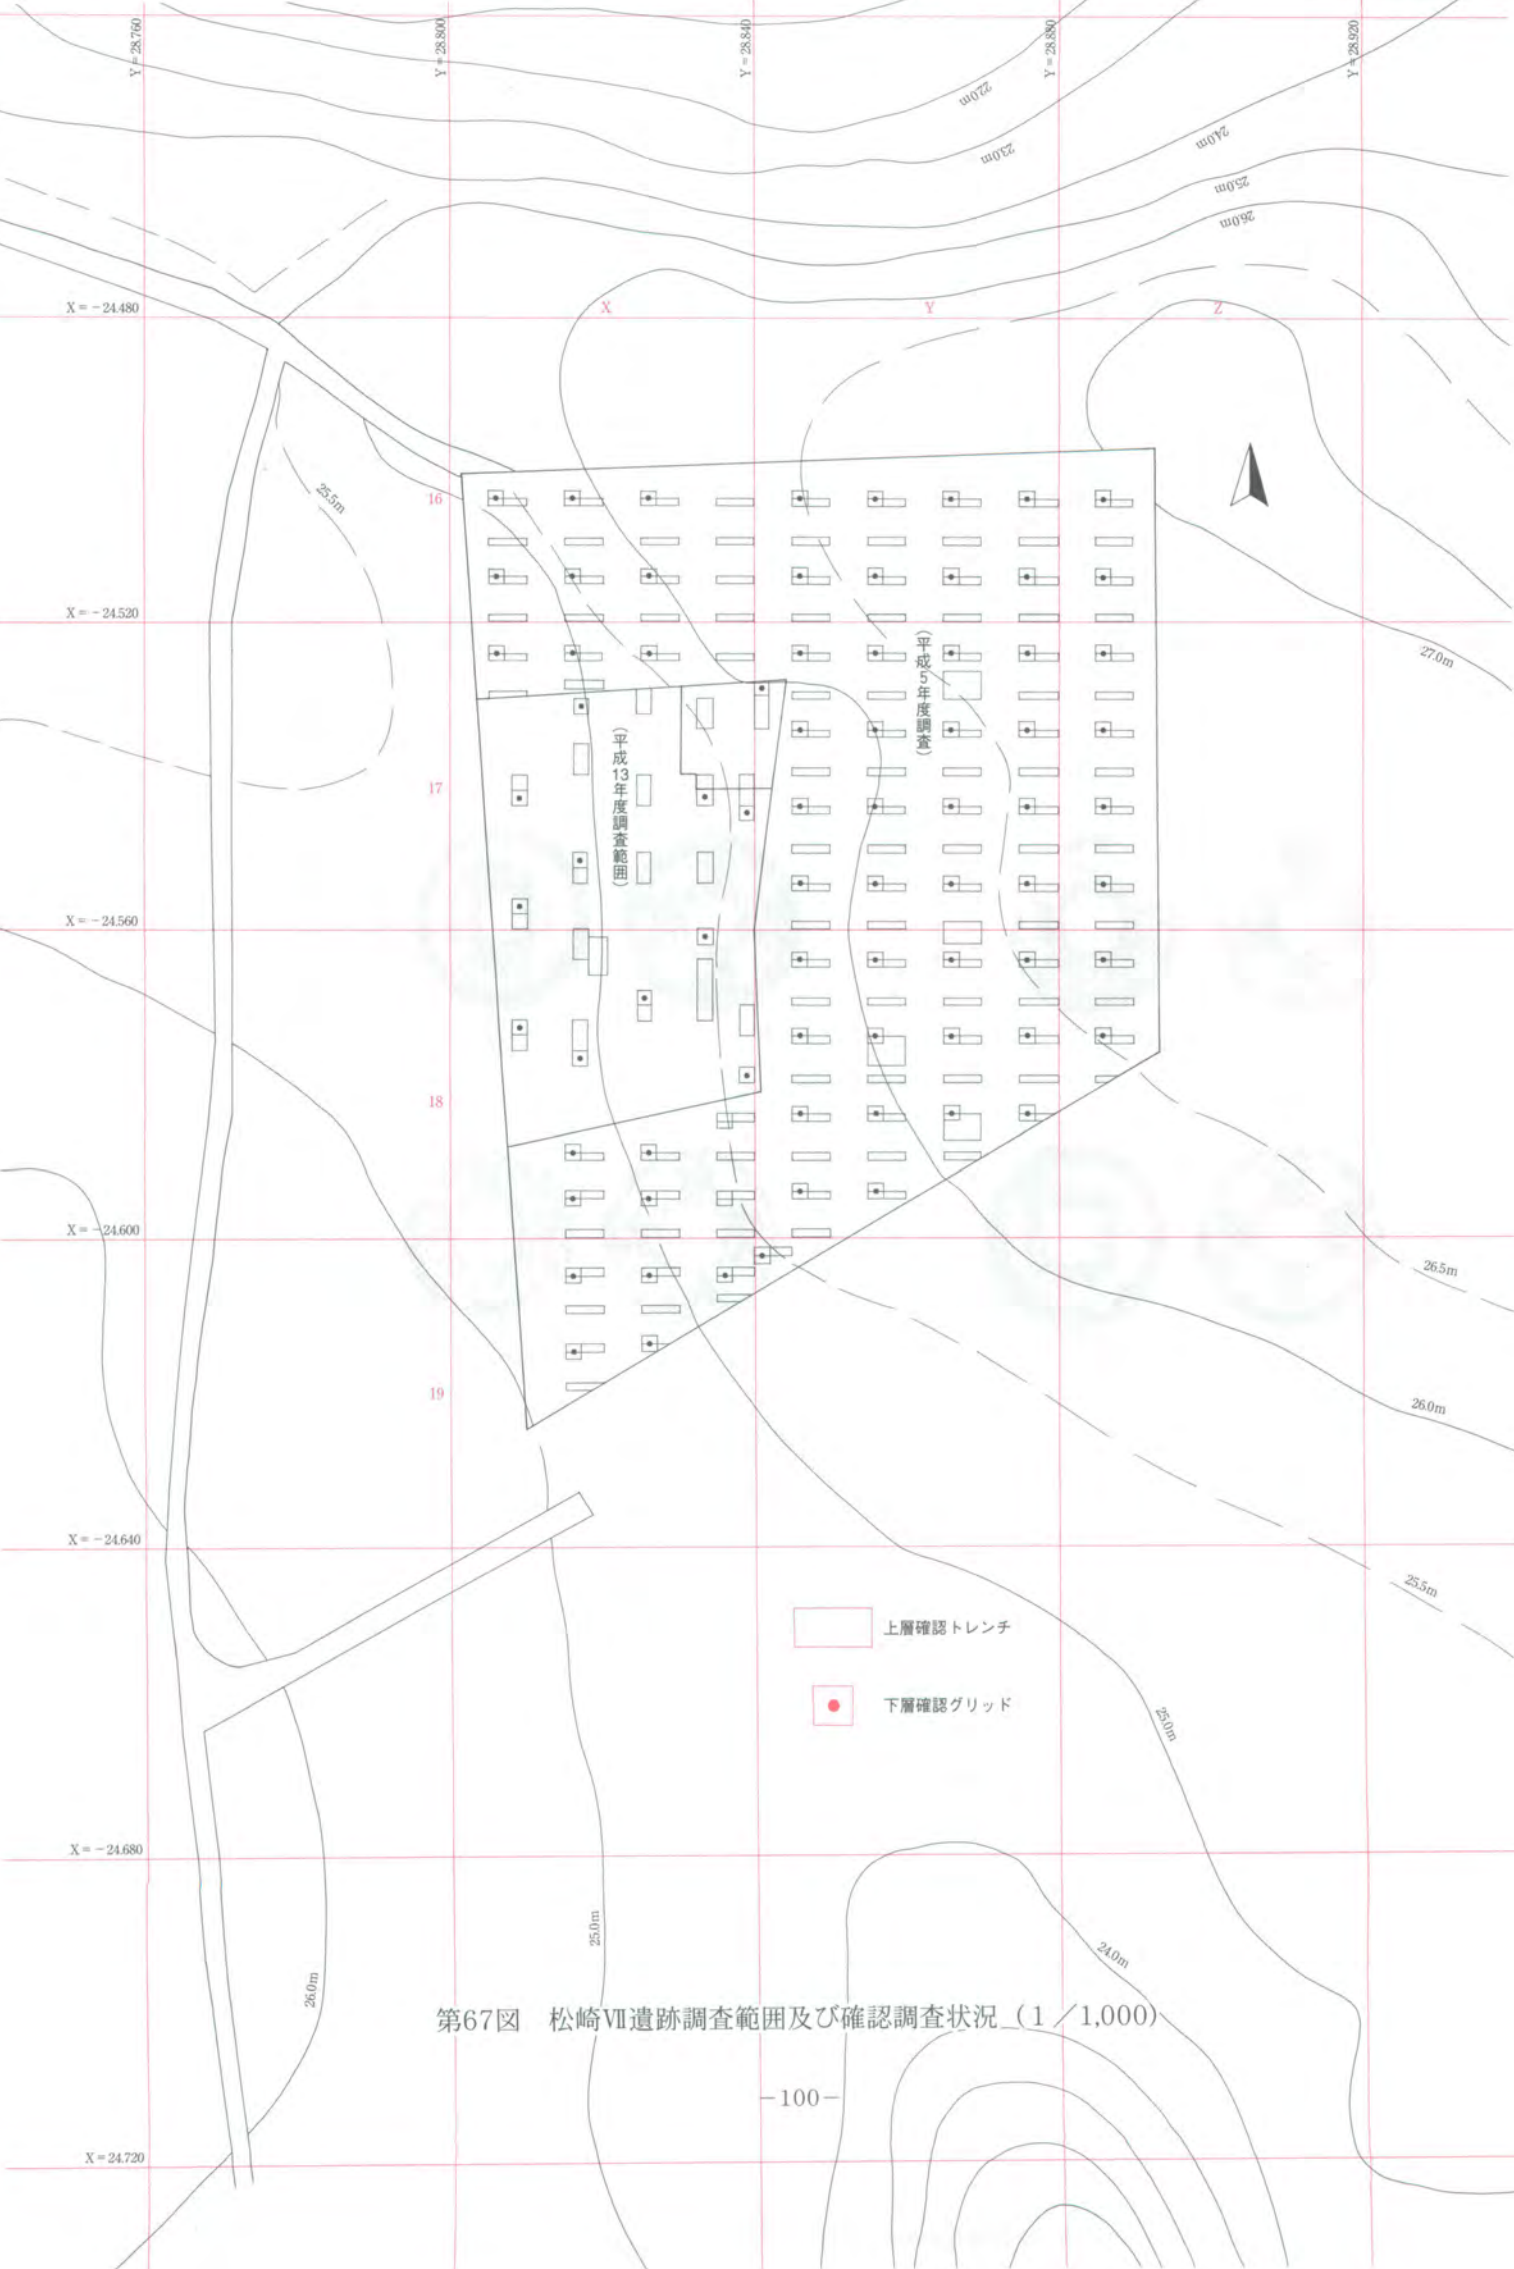 Y=28.760
Y=28.800
Y=28.840
Y=28.880
Y=28.920
22.0m
23.0m
24.0m
25.0m
26.0m
X=-24.480
X
Y
Z
16
25.5m
X=-24.520
(平成5年度調査)
27.0m
(平成13年度調査範囲)
17
X=-24.560
18
X=-24.600
26.5m
26.0m
19
X=-24.640
25.5m
上層確認トレンチ
下層確認グリッド
25.0m
X=-24.680
25.0m
24.0m
26.0m
第67図 松崎Ⅶ遺跡調査範囲及び確認調査状況(1/1,000)
-100-
X=24.720